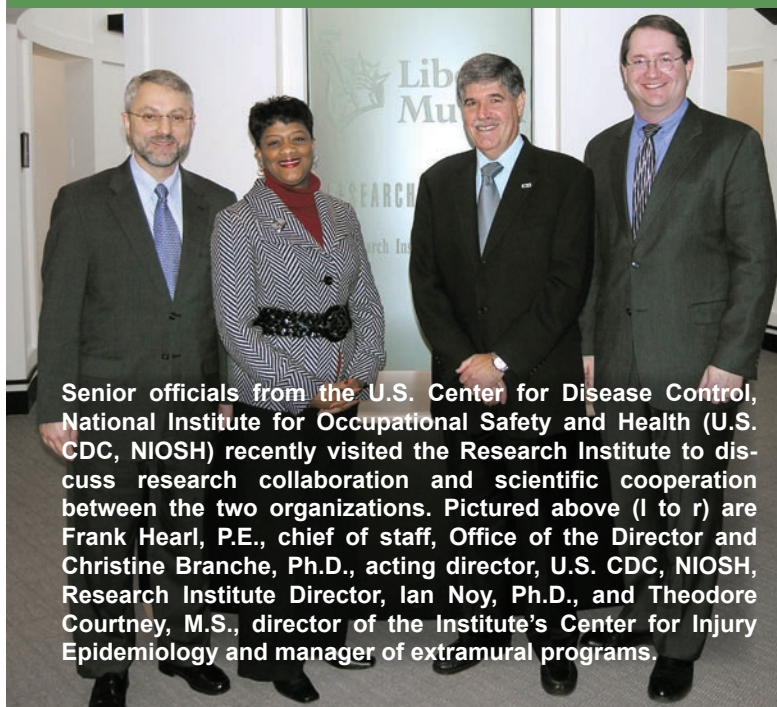 RESEARCH
Senior officials from the U.S. Center for Disease Control,
National Institute for Occupational Safety and Health (U.S.
CDC, NIOSH) recently visited the Research Institute to dis-
cuss research collaboration and scientific cooperation
between the two organizations. Pictured above (l to r) are
Frank Hearl, P.E., chief of staff, Office of the Director and
Christine Branche, Ph.D., acting director, U.S. CDC, NIOSH,
Research Institute Director, Ian Noy, Ph.D., and Theodore
Courtney, M.S., director of the Institute's Center for Injury
Epidemiology and manager of extramural programs.